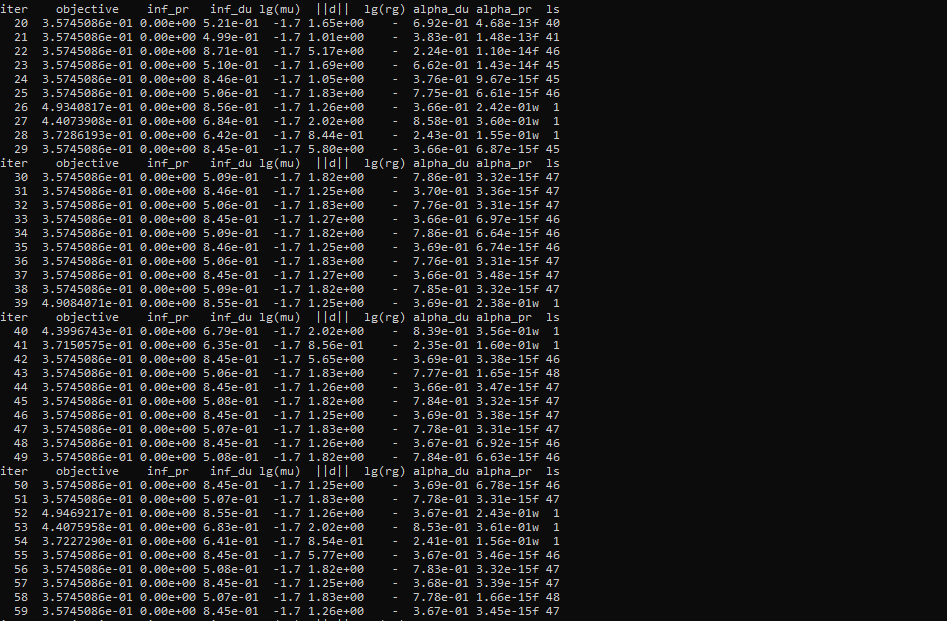 iter    objective    inf_pr   inf_du lg(mu)  ||d||  lg(rg) alpha_du alpha_pr  ls
  20  3.5745086e-01 0.00e+00 5.21e-01  -1.7 1.65e+00    -  6.92e-01 4.68e-13f 40
  21  3.5745086e-01 0.00e+00 4.99e-01  -1.7 1.01e+00    -  3.83e-01 1.48e-13f 41
  22  3.5745086e-01 0.00e+00 8.71e-01  -1.7 5.17e+00    -  2.24e-01 1.10e-14f 46
  23  3.5745086e-01 0.00e+00 5.10e-01  -1.7 1.69e+00    -  6.62e-01 1.43e-14f 45
  24  3.5745086e-01 0.00e+00 8.46e-01  -1.7 1.05e+00    -  3.76e-01 9.67e-15f 45
  25  3.5745086e-01 0.00e+00 5.06e-01  -1.7 1.83e+00    -  7.75e-01 6.61e-15f 46
  26  4.9340817e-01 0.00e+00 8.56e-01  -1.7 1.26e+00    -  3.66e-01 2.42e-01w  1
  27  4.4073908e-01 0.00e+00 6.84e-01  -1.7 2.02e+00    -  8.58e-01 3.60e-01w  1
  28  3.7286193e-01 0.00e+00 6.42e-01  -1.7 8.44e-01    -  2.43e-01 1.55e-01w  1
  29  3.5745086e-01 0.00e+00 8.45e-01  -1.7 5.80e+00    -  3.66e-01 6.87e-15f 45
iter    objective    inf_pr   inf_du lg(mu)  ||d||  lg(rg) alpha_du alpha_pr  ls
  30  3.5745086e-01 0.00e+00 5.09e-01  -1.7 1.82e+00    -  7.86e-01 3.32e-15f 47
  31  3.5745086e-01 0.00e+00 8.46e-01  -1.7 1.25e+00    -  3.70e-01 3.36e-15f 47
  32  3.5745086e-01 0.00e+00 5.06e-01  -1.7 1.83e+00    -  7.76e-01 3.31e-15f 47
  33  3.5745086e-01 0.00e+00 8.45e-01  -1.7 1.27e+00    -  3.66e-01 6.97e-15f 46
  34  3.5745086e-01 0.00e+00 5.09e-01  -1.7 1.82e+00    -  7.86e-01 6.64e-15f 46
  35  3.5745086e-01 0.00e+00 8.46e-01  -1.7 1.25e+00    -  3.69e-01 6.74e-15f 46
  36  3.5745086e-01 0.00e+00 5.06e-01  -1.7 1.83e+00    -  7.76e-01 3.31e-15f 47
  37  3.5745086e-01 0.00e+00 8.45e-01  -1.7 1.27e+00    -  3.66e-01 3.48e-15f 47
  38  3.5745086e-01 0.00e+00 5.09e-01  -1.7 1.82e+00    -  7.85e-01 3.32e-15f 47
  39  4.9084071e-01 0.00e+00 8.55e-01  -1.7 1.25e+00    -  3.69e-01 2.38e-01w  1
iter    objective    inf_pr   inf_du lg(mu)  ||d||  lg(rg) alpha_du alpha_pr  ls
  40  4.3996743e-01 0.00e+00 6.79e-01  -1.7 2.02e+00    -  8.39e-01 3.56e-01w  1
  41  3.7150575e-01 0.00e+00 6.35e-01  -1.7 8.56e-01    -  2.35e-01 1.60e-01w  1
  42  3.5745086e-01 0.00e+00 8.45e-01  -1.7 5.65e+00    -  3.69e-01 3.38e-15f 46
  43  3.5745086e-01 0.00e+00 5.06e-01  -1.7 1.83e+00    -  7.77e-01 1.65e-15f 48
  44  3.5745086e-01 0.00e+00 8.45e-01  -1.7 1.26e+00    -  3.66e-01 3.47e-15f 47
  45  3.5745086e-01 0.00e+00 5.08e-01  -1.7 1.82e+00    -  7.84e-01 3.32e-15f 47
  46  3.5745086e-01 0.00e+00 8.45e-01  -1.7 1.25e+00    -  3.69e-01 3.38e-15f 47
  47  3.5745086e-01 0.00e+00 5.07e-01  -1.7 1.83e+00    -  7.78e-01 3.31e-15f 47
  48  3.5745086e-01 0.00e+00 8.45e-01  -1.7 1.26e+00    -  3.67e-01 6.92e-15f 46
  49  3.5745086e-01 0.00e+00 5.08e-01  -1.7 1.82e+00    -  7.84e-01 6.63e-15f 46
iter    objective    inf_pr   inf_du lg(mu)  ||d||  lg(rg) alpha_du alpha_pr  ls
  50  3.5745086e-01 0.00e+00 8.45e-01  -1.7 1.25e+00    -  3.69e-01 6.78e-15f 46
  51  3.5745086e-01 0.00e+00 5.07e-01  -1.7 1.83e+00    -  7.78e-01 3.31e-15f 47
  52  4.9469217e-01 0.00e+00 8.55e-01  -1.7 1.26e+00    -  3.67e-01 2.43e-01w  1
  53  4.4075958e-01 0.00e+00 6.83e-01  -1.7 2.02e+00    -  8.53e-01 3.61e-01w  1
  54  3.7227290e-01 0.00e+00 6.41e-01  -1.7 8.54e-01    -  2.41e-01 1.56e-01w  1
  55  3.5745086e-01 0.00e+00 8.45e-01  -1.7 5.77e+00    -  3.67e-01 3.46e-15f 46
  56  3.5745086e-01 0.00e+00 5.08e-01  -1.7 1.82e+00    -  7.83e-01 3.32e-15f 47
  57  3.5745086e-01 0.00e+00 8.45e-01  -1.7 1.25e+00    -  3.68e-01 3.39e-15f 47
  58  3.5745086e-01 0.00e+00 5.07e-01  -1.7 1.83e+00    -  7.78e-01 1.66e-15f 48
  59  3.5745086e-01 0.00e+00 8.45e-01  -1.7 1.26e+00    -  3.67e-01 3.45e-15f 47